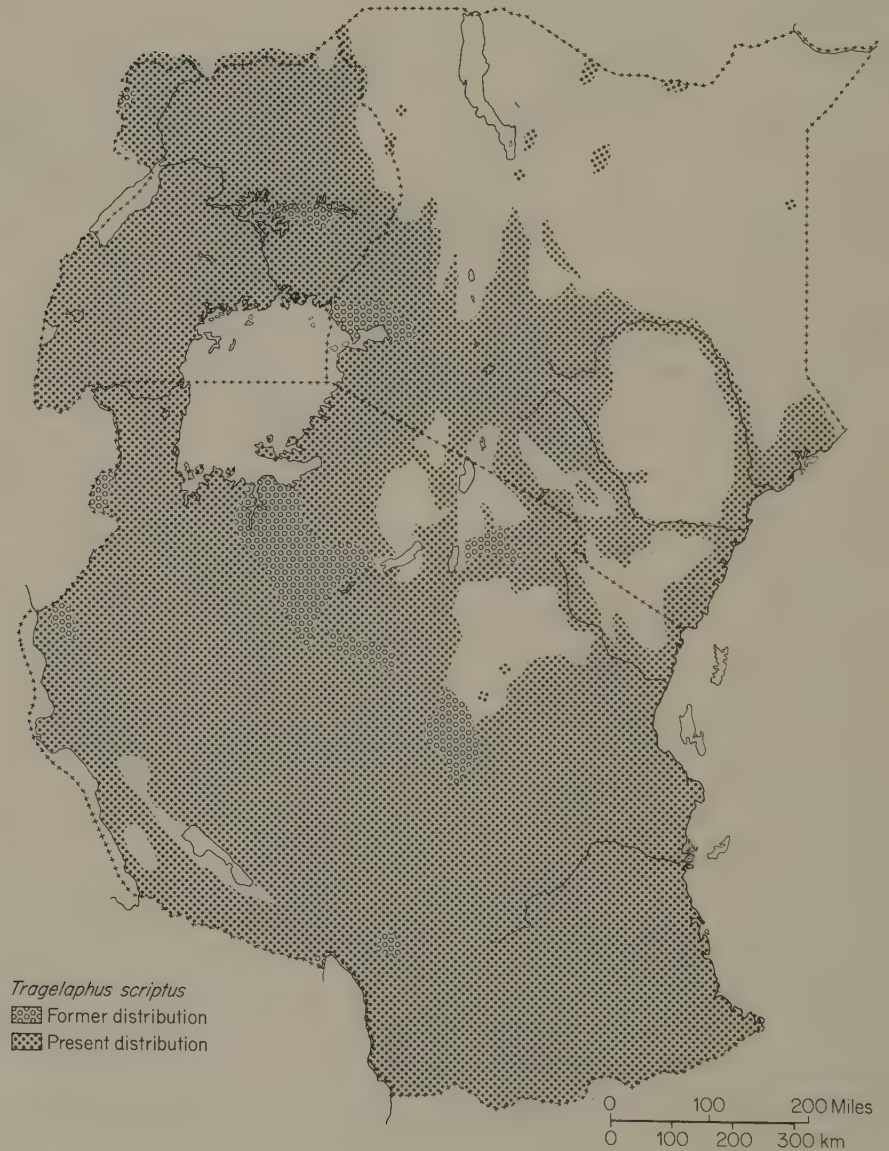 Tragelaphus scriptus
Former distribution
Present distribution
0 100 200 Miles
0 100 200 300 km